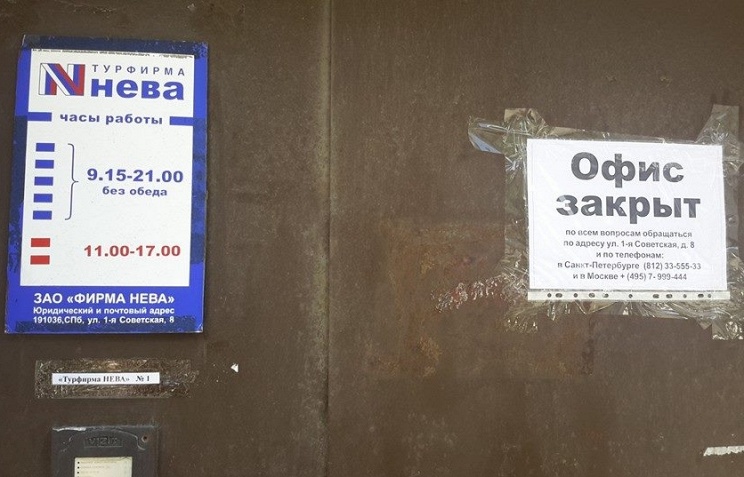 ТУРФИРМА
нева
часы работы
9.15-21.00
без обеда
11.00-17.00
ЗАО «ФИРМА НЕВА»
Юридический и почтовый адрес
191036,СПб, ул. 1-я Советская, 8
«Турфирма НЕВА» № 1
Офис
закрыт
по всем вопросам обращаться
по адресу ул. 1-я Советская, д. 8
и по телефонам:
в Санкт-Петербурге (812) 33-555-33
и в Москве + (495) 7- 999-444